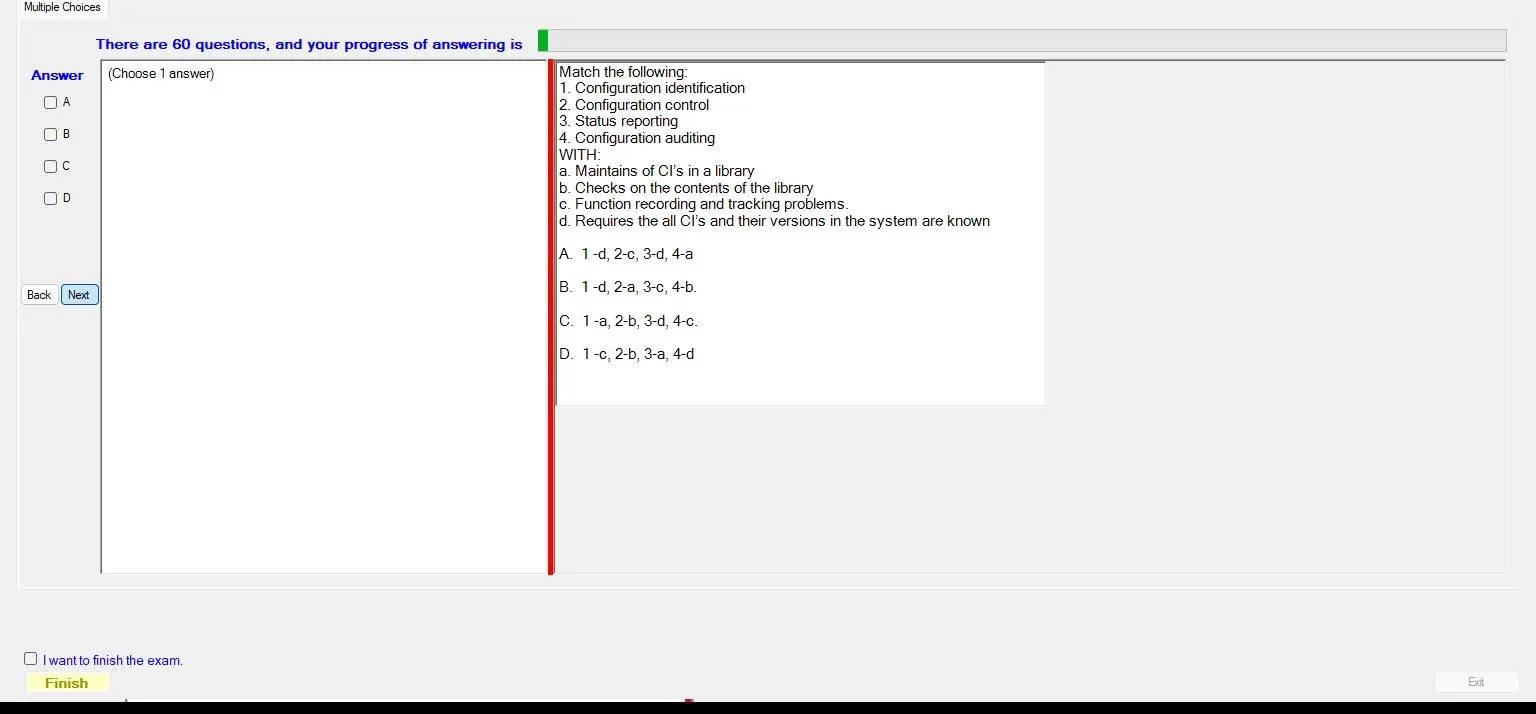 Multiple Choices
There are 60 questions, and your progress of answering is
Answer
(Choose 1 answer)
A
B
C
D
Back
Next
Match the following:
1. Configuration identification
2. Configuration control
3. Status reporting
4. Configuration auditing
WITH:
a. Maintains of CI's in a library
b. Checks on the contents of the library
c. Function recording and tracking problems.
d. Requires the all CI's and their versions in the system are known
A. 1 -d, 2-c, 3-d, 4-a
B. 1 -d, 2-a, 3-c, 4-b.
C. 1 -a, 2-b, 3-d, 4-c.
D. 1 -c, 2-b, 3-a, 4-d
I want to finish the exam.
Finish
Exit